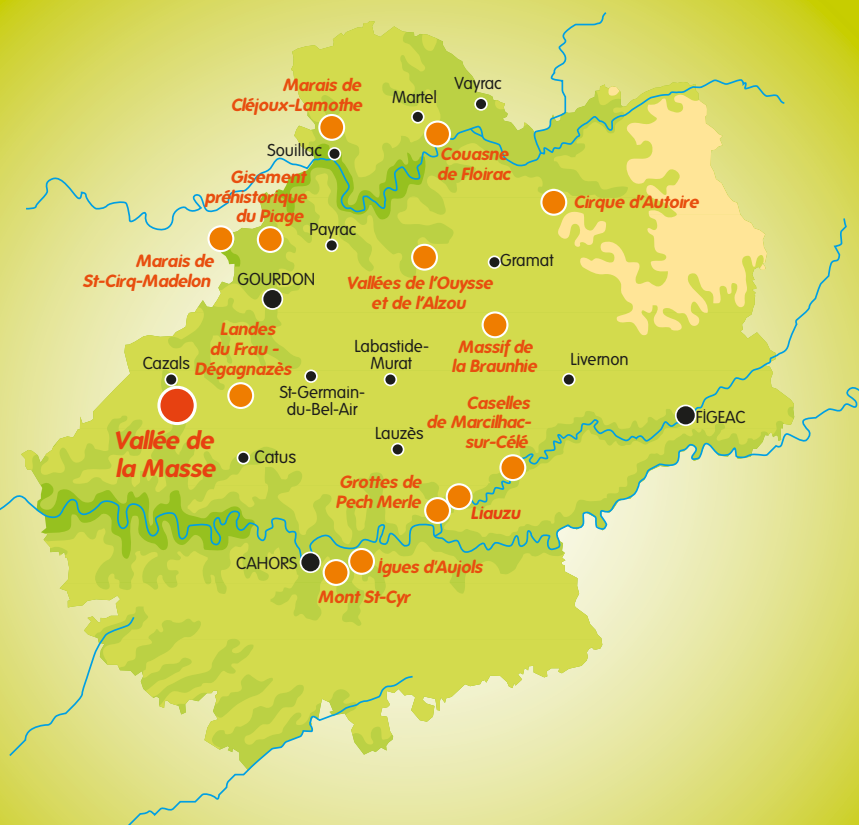 Marais de
Cléjoux-Lamothe
Martel
Vayrac
Souillac
Couasne
de Floirac
Gisement
préhistorique
du Piage
Cirque d'Autoire
Payrac
Marais de
St-Cirq-Madelon
Gramat
GOURDON
Vallées de l'Ouysse
et de l'Alzou
Landes
du Frau -
Dégagnazès
Labastide-
Murat
Massif de
la Braunhie
Livernon
Cazals
St-Germain-
du-Bel-Air
Caselles
de Marcilhac-
sur-Célé
FIGEAC
Vallée de
la Masse
Lauzès
Catus
Grottes de
Pech Merle
Liauzu
CAHORS
Igues d'Aujols
Mont St-Cyr